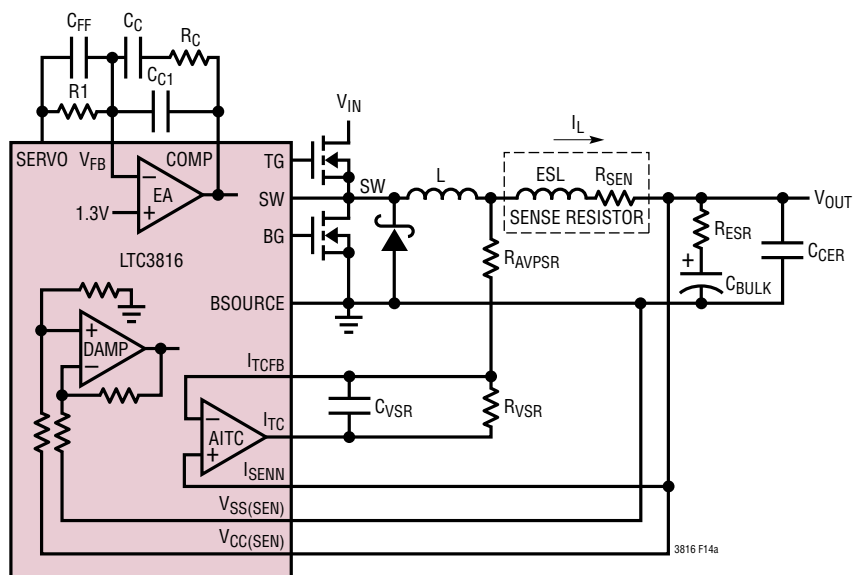 CFF
CC
RC
R1
CC1
VIN
IL
SERVO
VFB
COMP
TG
EA
1.3V
SW
SW
L
ESL
RSEN
SENSE RESISTOR
VOUT
BG
LTC3816
RAVPSR
RESR
CCER
+
CBULK
BSOURCE
+
DAMP
−
ITCFB
CVSR
RVSR
ITC
−
AITC
+
ISENN
VSS(SEN)
VCC(SEN)
3816 F14a
−
+